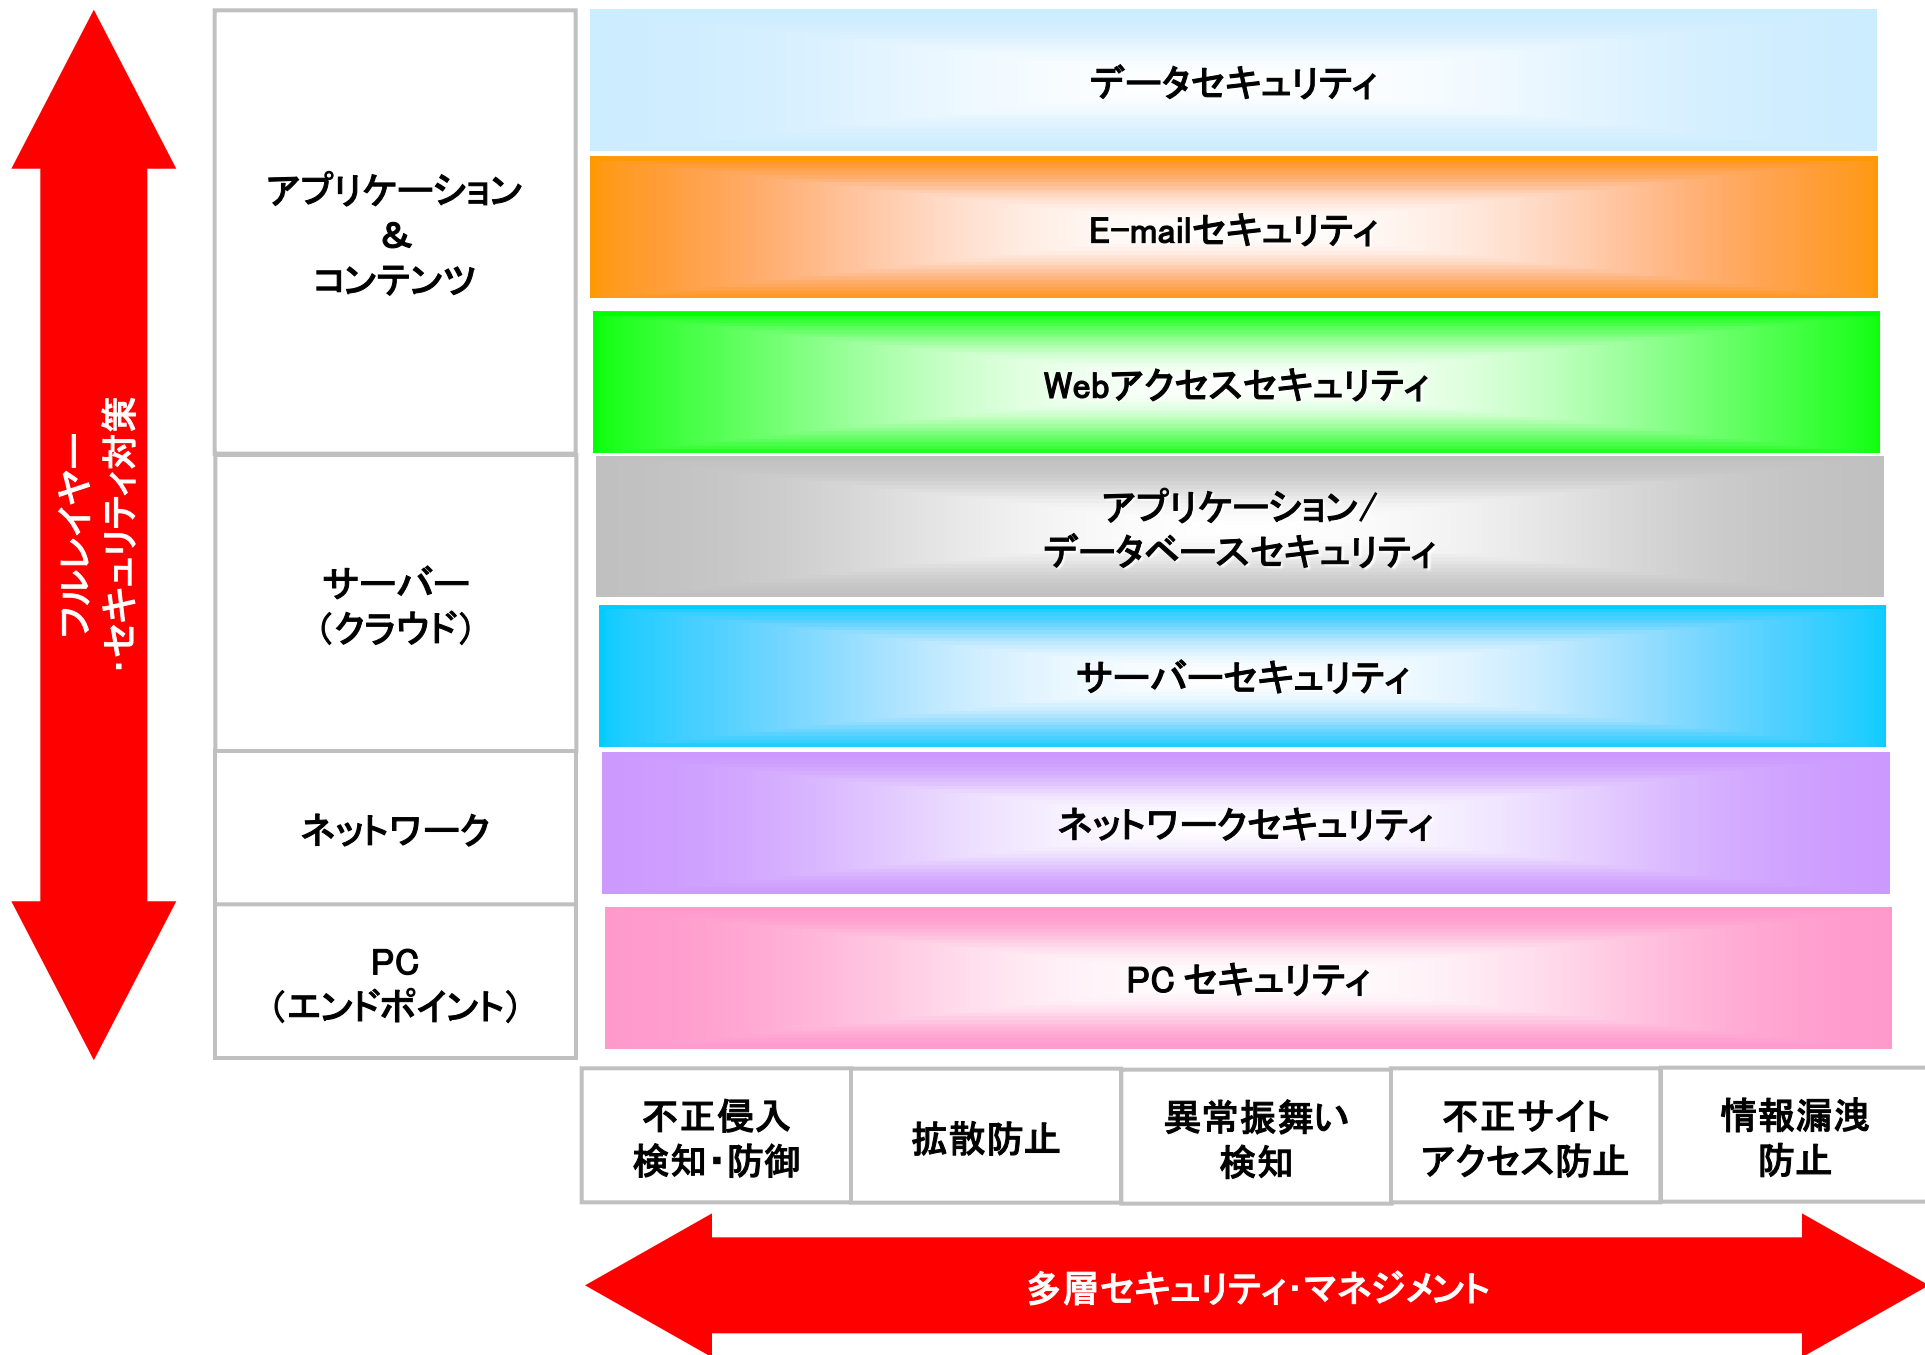 フルレイヤー
・セキュリティ対策
アプリケーション
&
コンテンツ
サーバー
(クラウド)
ネットワーク
PC
(エンドポイント)
データセキュリティ
E-mailセキュリティ
Webアクセスセキュリティ
アプリケーション/
データベースセキュリティ
サーバーセキュリティ
ネットワークセキュリティ
PC セキュリティ
不正侵入
検知・防御
拡散防止
異常振舞い
検知
不正サイト
アクセス防止
情報漏洩
防止
多層セキュリティ・マネジメント